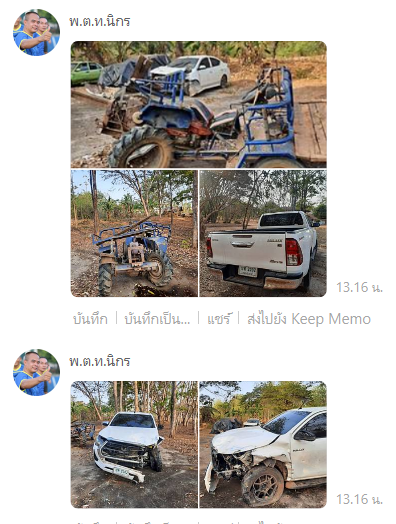 พ.ต.ท.นิกร
13.16 น.
บันทึก | บันทึกเป็น... | แชร์ | ส่งไปยัง Keep Memo
พ.ต.ท.นิกร
13.16 น.